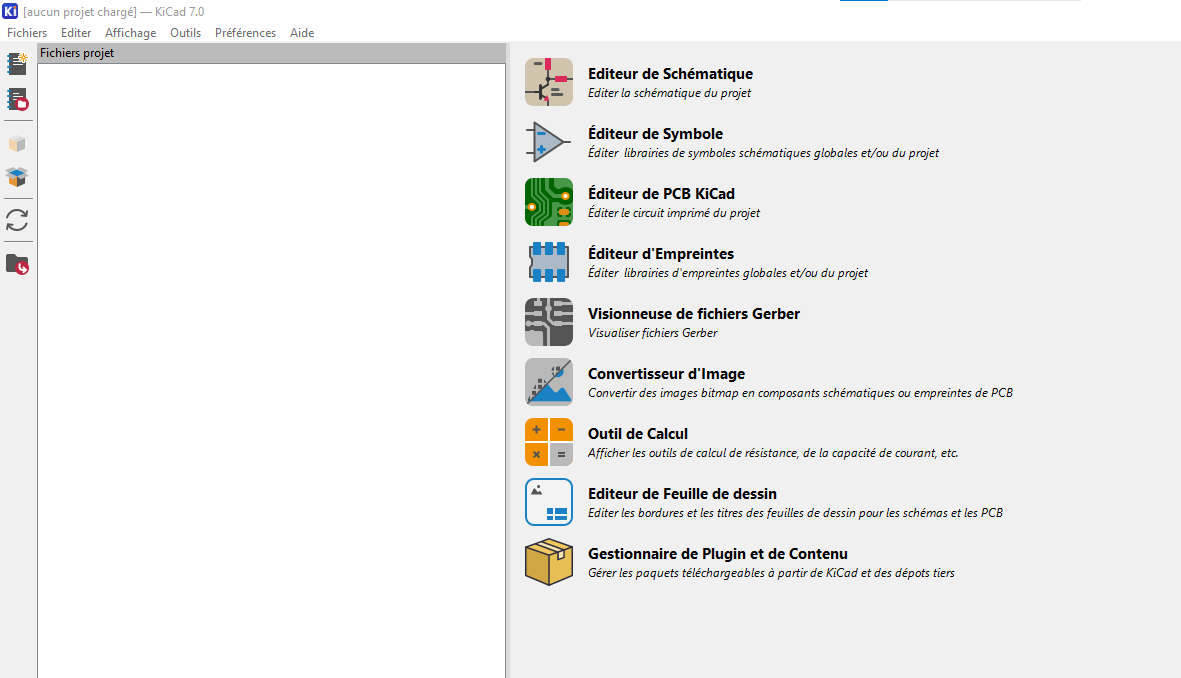 Ki [aucun projet chargé] — KiCad 7.0
Fichiers Editer Affichage Outils Préférences Aide
Fichiers projet
Editeur de Schématique
Editer la schématique du projet
Éditeur de Symbole
Éditer librairies de symboles schématiques globales et/ou du projet
Éditeur de PCB KiCad
Éditer le circuit imprimé du projet
Éditeur d'Empreintes
Éditer librairies d'empreintes globales et/ou du projet
Visionneuse de fichiers Gerber
Visualiser fichiers Gerber
Convertisseur d'Image
Convertir des images bitmap en composants schématiques ou empreintes de PCB
Outil de Calcul
Afficher les outils de calcul de résistance, de la capacité de courant, etc.
Editeur de Feuille de dessin
Editer les bordures et les titres des feuilles de dessin pour les schémas et les PCB
Gestionnaire de Plugin et de Contenu
Gérer les paquets téléchargeables à partir de KiCad et des dépots tiers